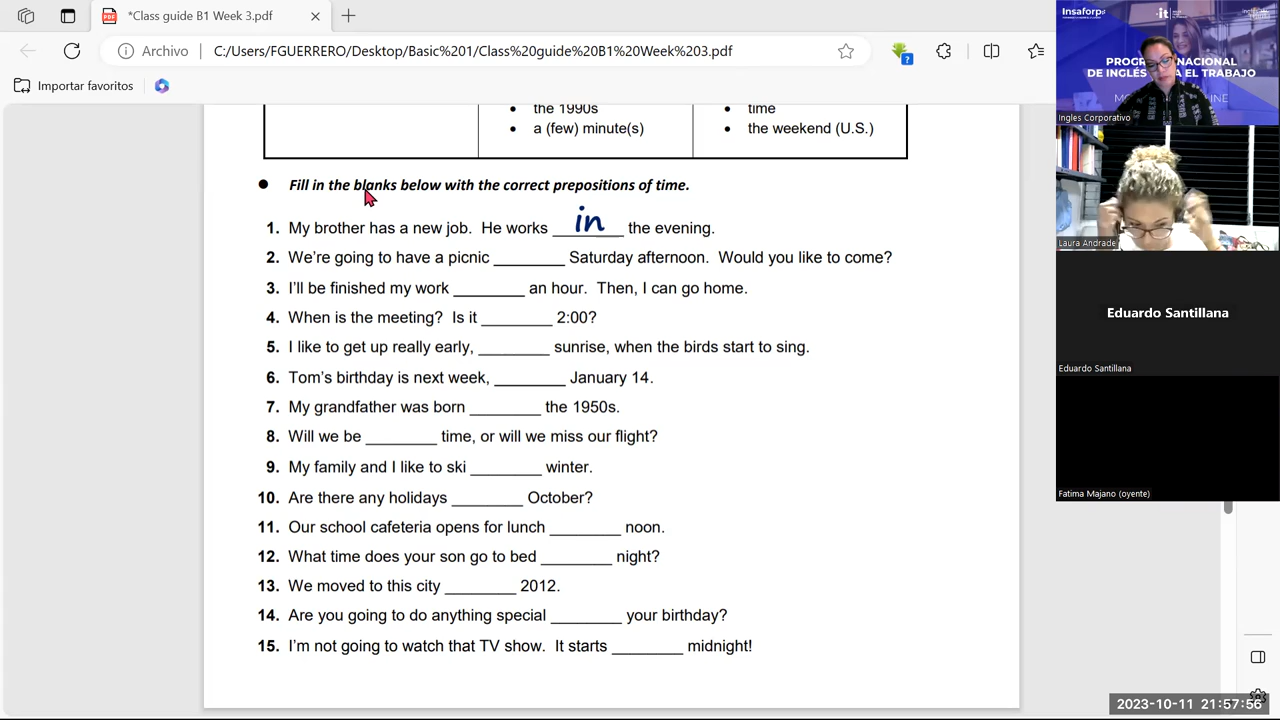 *Class guide B1 Week 3.pdf
Archivo
C:/Users/FGUERRERO/Desktop/Basic%201/Class%20guide%20B1%20Week%203.pdf
Importar favoritos
• the 1990s
• time
• a (few) minute(s)
• the weekend (U.S.)
• Fill in the blanks below with the correct prepositions of time.
1. My brother has a new job. He works in the evening.
2. We're going to have a picnic ________ Saturday afternoon. Would you like to come?
3. I'll be finished my work ________ an hour. Then, I can go home.
4. When is the meeting? Is it ________ 2:00?
5. I like to get up really early, ________ sunrise, when the birds start to sing.
6. Tom's birthday is next week, ________ January 14.
7. My grandfather was born ________ the 1950s.
8. Will we be ________ time, or will we miss our flight?
9. My family and I like to ski ________ winter.
10. Are there any holidays ________ October?
11. Our school cafeteria opens for lunch ________ noon.
12. What time does your son go to bed ________ night?
13. We moved to this city ________ 2012.
14. Are you going to do anything special ________ your birthday?
15. I'm not going to watch that TV show. It starts ________ midnight!
Insaforp
it
Ingles Corporativo
Laura Andrade
Eduardo Santillana
Eduardo Santillana
Fatima Majano (oyente)
2023-10-11 21:57:56